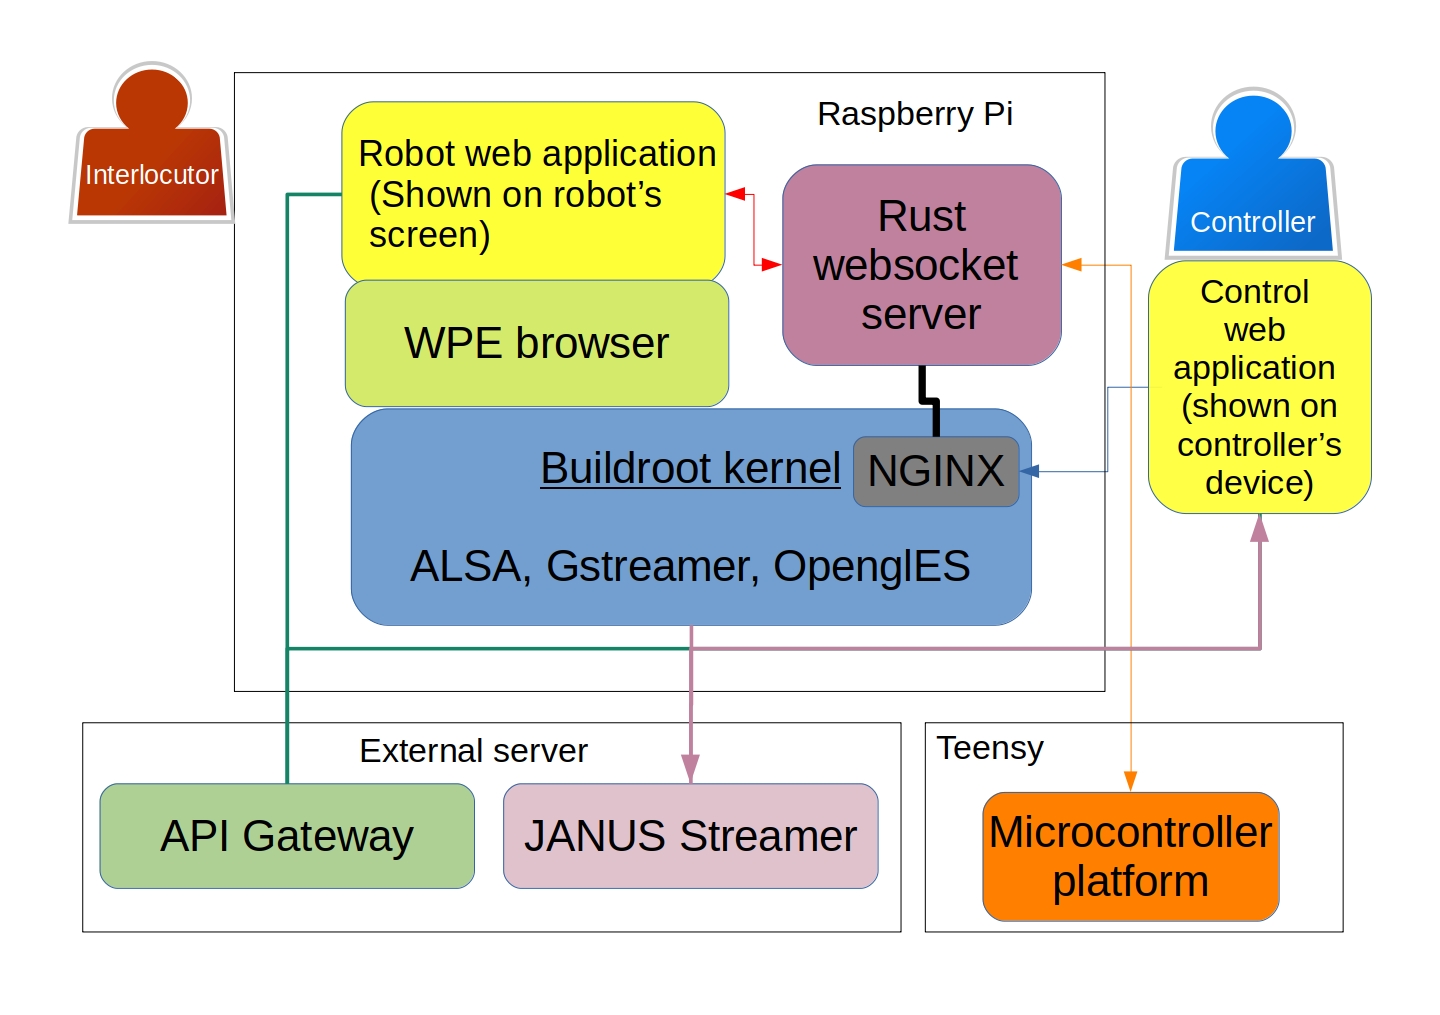 Interlocutor
Raspberry Pi
Robot web application
(Shown on robot’s
screen)
Rust
websocket
server
Controller
Control
web
application
(shown on
controller’s
device)
WPE browser
Buildroot kernel
NGINX
ALSA, Gstreamer, OpenglES
External server
API Gateway
JANUS Streamer
Teensy
Microcontroller
platform